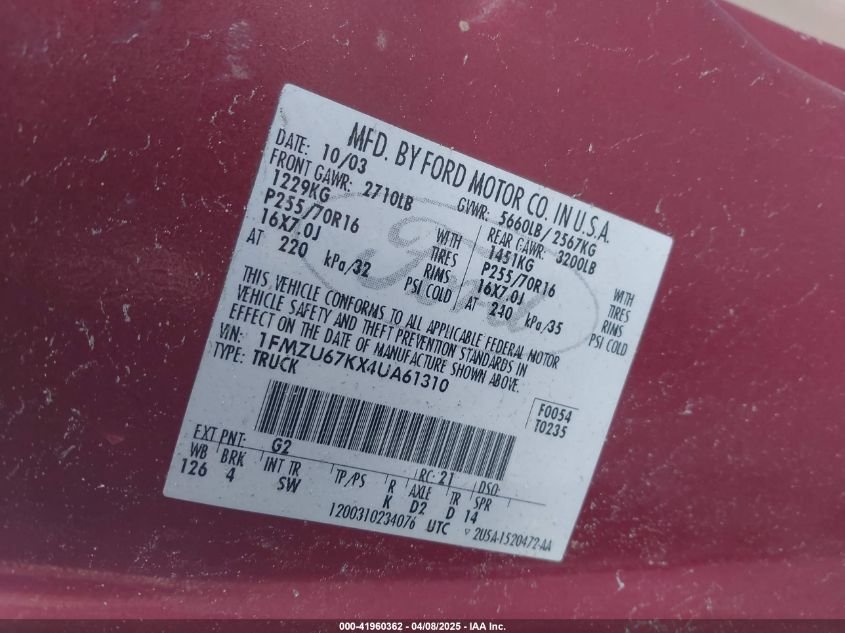 MFD. BY FORD MOTOR CO. IN U.S.A.
DATE: 10/03 GVWR: 5660LB/2567KG
FRONT GAWR: 2710LB REAR GAWR: 3200LB
1229KG WITH 1451KG WITH
P255/70R16 TIRES P255/70R16 TIRES
16X7.0J RIMS 16X7.0J RIMS
AT 220 kPa/32 PSI COLD AT 240 kPa/35 PSI COLD
Ford
THIS VEHICLE CONFORMS TO ALL APPLICABLE FEDERAL MOTOR
VEHICLE SAFETY AND THEFT PREVENTION STANDARDS IN
EFFECT ON THE DATE OF MANUFACTURE SHOWN ABOVE.
VIN: 1FMZU67KX4UA61310
TYPE: TRUCK
F0054
T0235
EXT PNT: G2 RC: 21 DSO:
WB BRK INT TR TP/PS R AXLE TR SPR
126 4 SW K D2 D 14
1200310234076 UTC ▽ 2U5A-1520472-AA
000-41960362 - 04/08/2025 - IAA Inc.